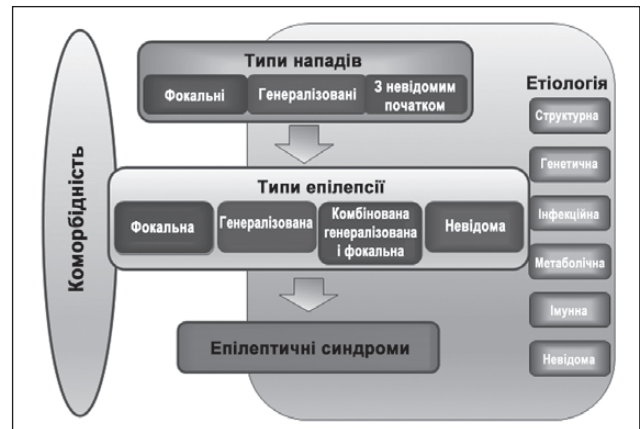 Коморбідність
Типи нападів
Фокальні
Генералізовані
З невідомим
початком
Типи епілепсії
Фокальна
Генералізована
Комбінована
генералізована
і фокальна
Невідома
Епілептичні синдроми
Етіологія
Структурна
Генетична
Інфекційна
Метаболічна
Імунна
Невідома